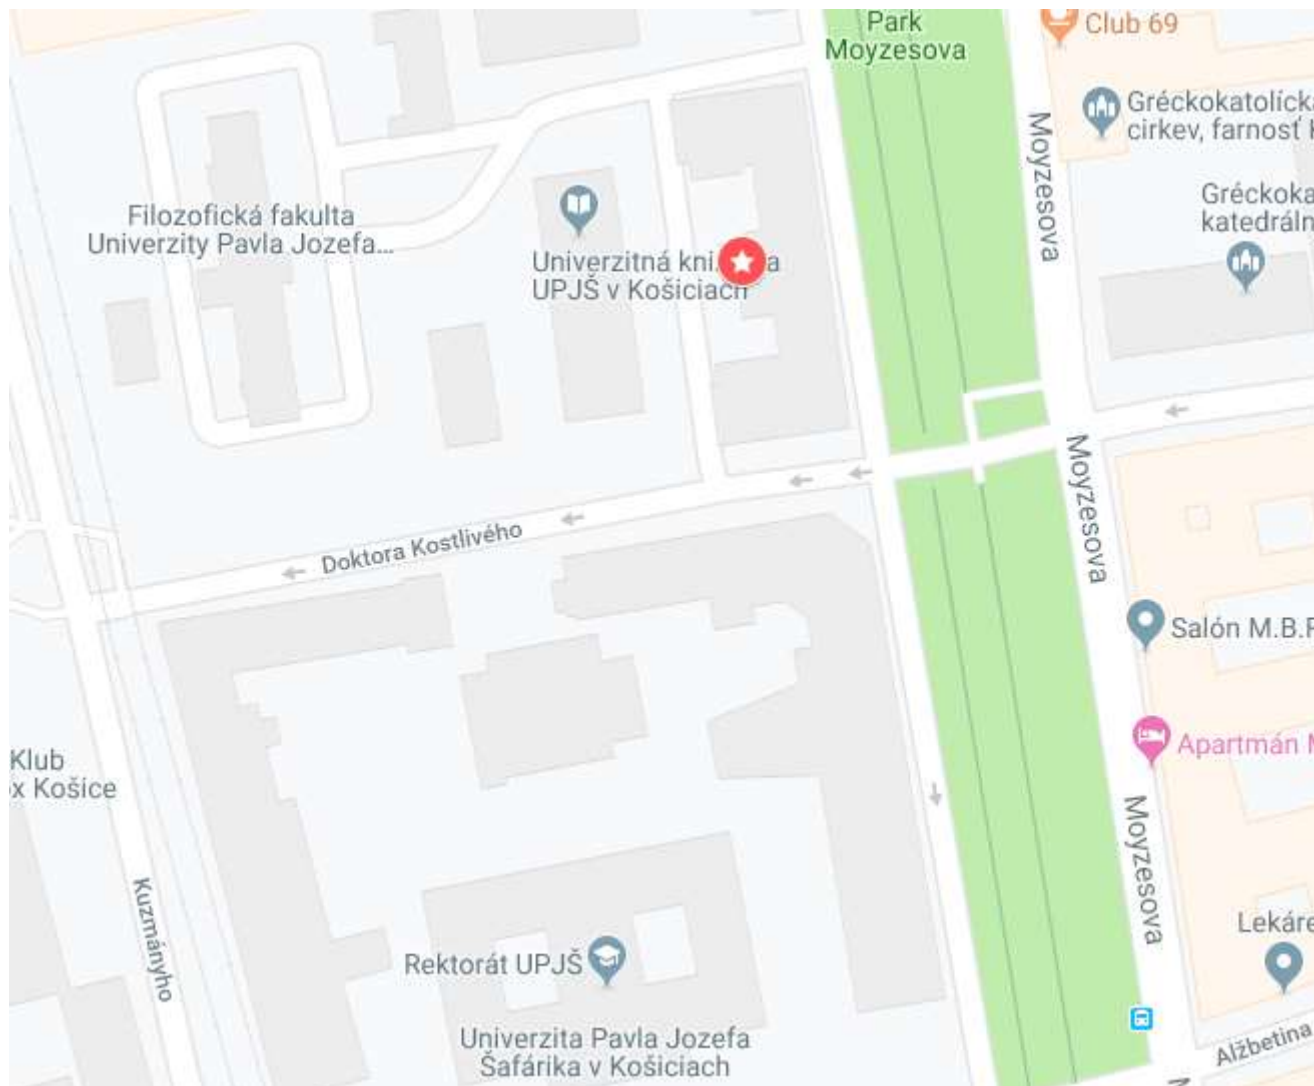 Park
Moyzesova
Club 69
Gréckokatolícka
cirkev, farnosť
Moyzesova
Gréckoka
katedráln
Filozofická fakulta
Univerzity Pavla Jozefa...
Univerzitná kni
a
UPJŠ v Košiciach
Moyzesova
Doktora Kostlivého
Salón M.B.
Apartmán
Klub
x Košice
Moyzesova
Kuzmányho
Lekáre
Rektorát UPJŠ
Univerzita Pavla Jozefa
Šafárika v Košiciach
Alžbetina